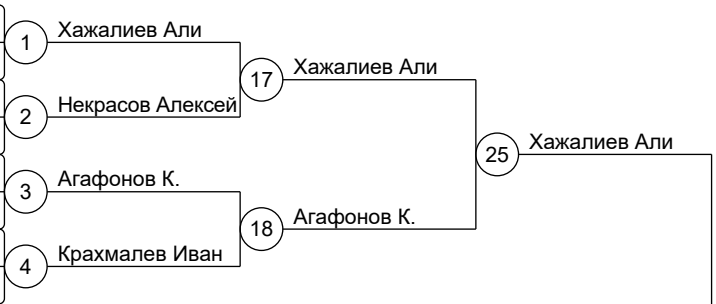 1 Хажалиев Али
17 Хажалиев Али
2 Некрасов Алексей
25 Хажалиев Али
3 Агафонов К.
18 Агафонов К.
4 Крахмалев Иван